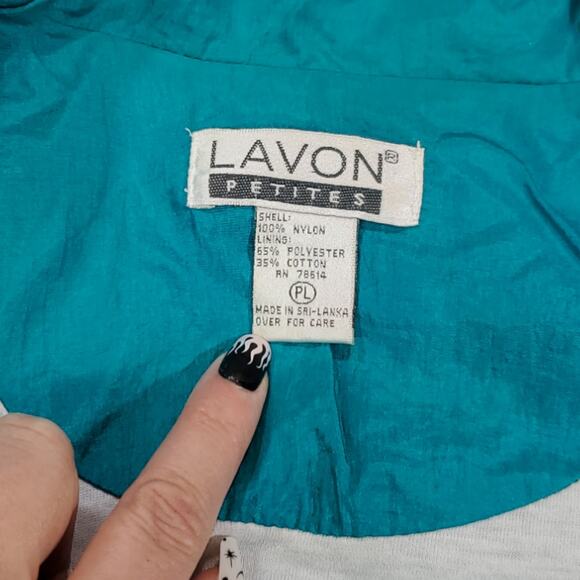 LAVON®
PETITES
SHELL:
100% NYLON
LINING:
65% POLYESTER
35% COTTON
RN 78614
PL
MADE IN SRI-LANKA
OVER FOR CARE